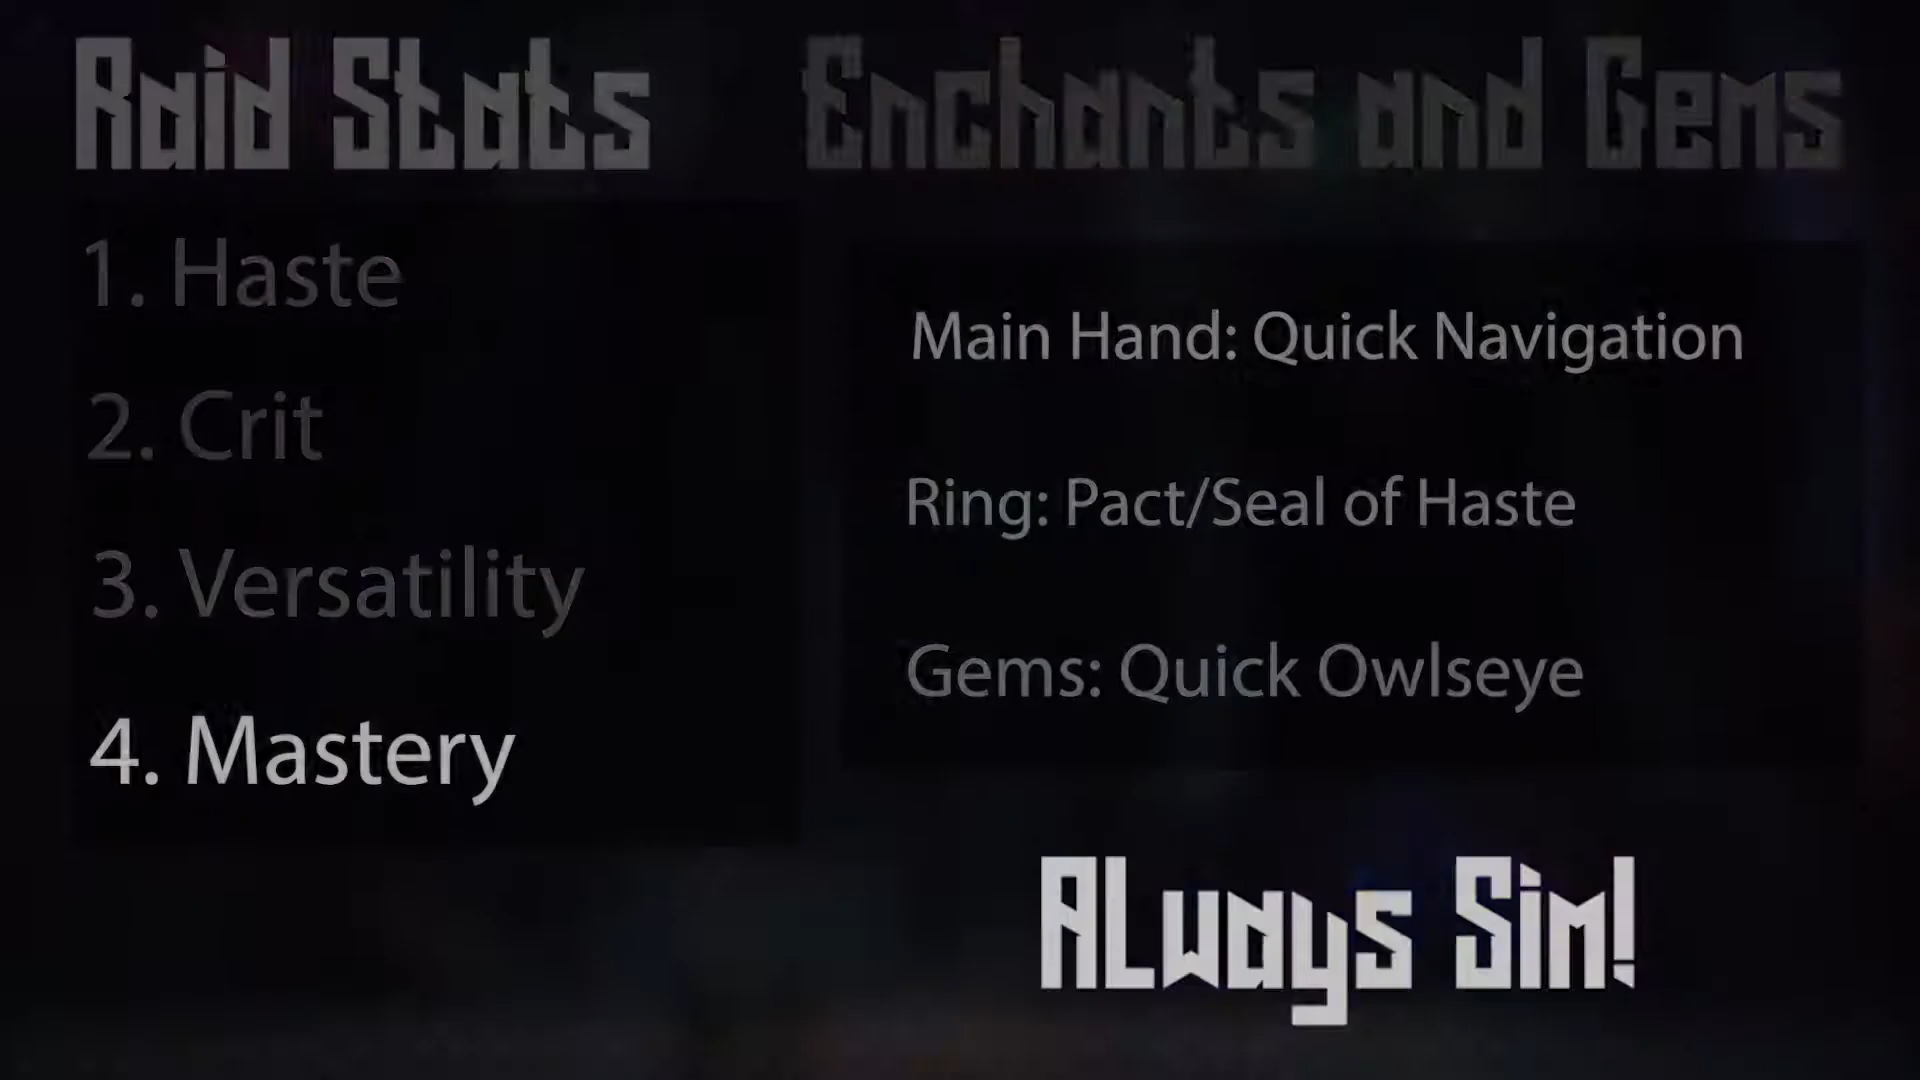 Raid Stats
1. Haste
2. Crit
3. Versatility
4. Mastery
Enchants and Gems
Main Hand: Quick Navigation
Ring: Pact/Seal of Haste
Gems: Quick Owlseye
ALways Sim!